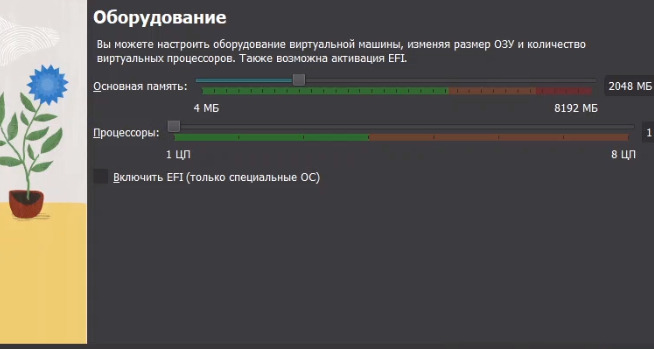 Оборудование
Вы можете настроить оборудование виртуальной машины, изменяя размер ОЗУ и количество
виртуальных процессоров. Также возможна активация EFI.
Основная память: 2048 МБ
4 МБ 8192 МБ
Процессоры: 1
1 ЦП 8 ЦП
Включить EFI (только специальные ОС)